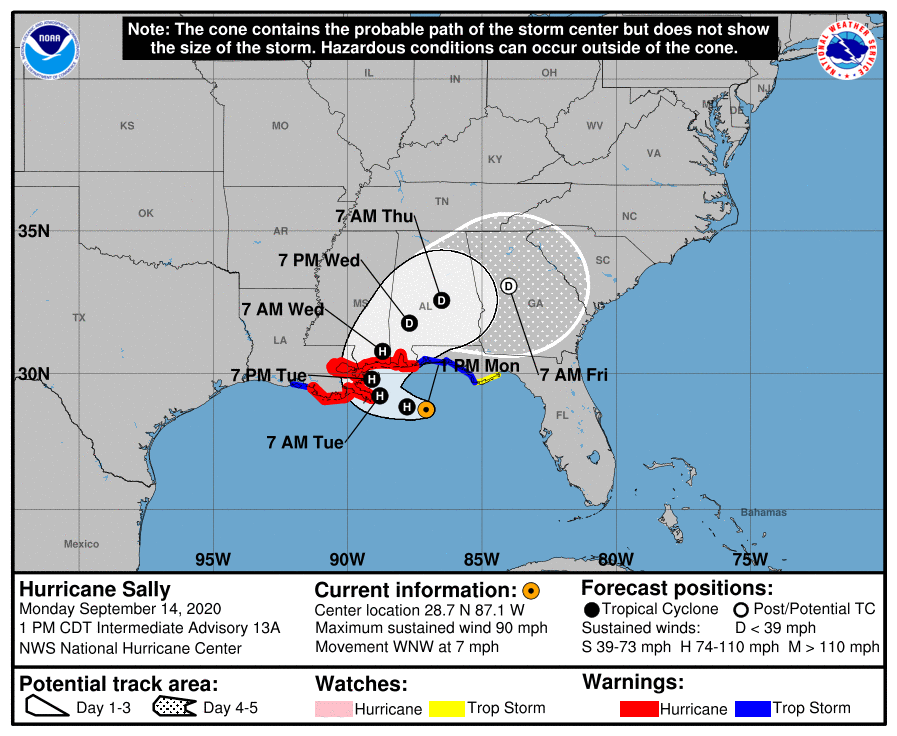 Note: The cone contains the probable path of the storm center but does not show
the size of the storm. Hazardous conditions can occur outside of the cone.
NOAA
NATIONAL WEATHER SERVICE
IL
IN
OH
NJ
DE
KS
MO
WV
VA
KY
OK
AR
TN
NC
7 AM Thu
35N
SC
7 PM Wed
MS
AL
D
D
D
GA
7 AM Wed
TX
LA
H
1 PM Mon
30N
7 PM Tue
H
7 AM Fri
H
H
FL
7 AM Tue
Bahamas
Mexico
95W
90W
85W
80W
75W
Hurricane Sally
Monday September 14, 2020
1 PM CDT Intermediate Advisory 13A
NWS National Hurricane Center
Current information:
Center location 28.7 N 87.1 W
Maximum sustained wind 90 mph
Movement WNW at 7 mph
Forecast positions:
Tropical Cyclone Post/Potential TC
Sustained winds: D < 39 mph
S 39-73 mph H 74-110 mph M > 110 mph
Potential track area:
Day 1-3 Day 4-5
Watches:
Hurricane Trop Storm
Warnings:
Hurricane Trop Storm